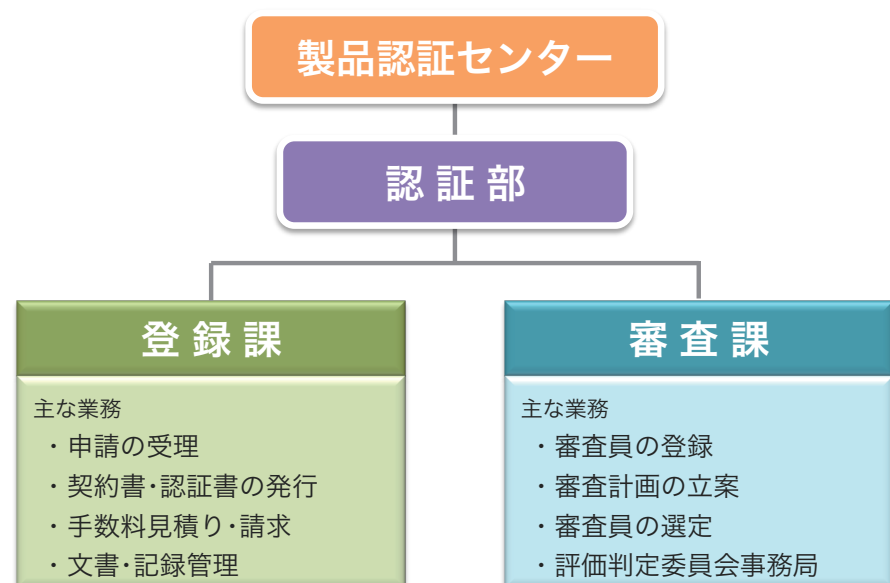 製品認証センター
認証部
登録課
主な業務
・申請の受理
・契約書・認証書の発行
・手数料見積り・請求
・文書・記録管理
審査課
主な業務
・審査員の登録
・審査計画の立案
・審査員の選定
・評価判定委員会事務局